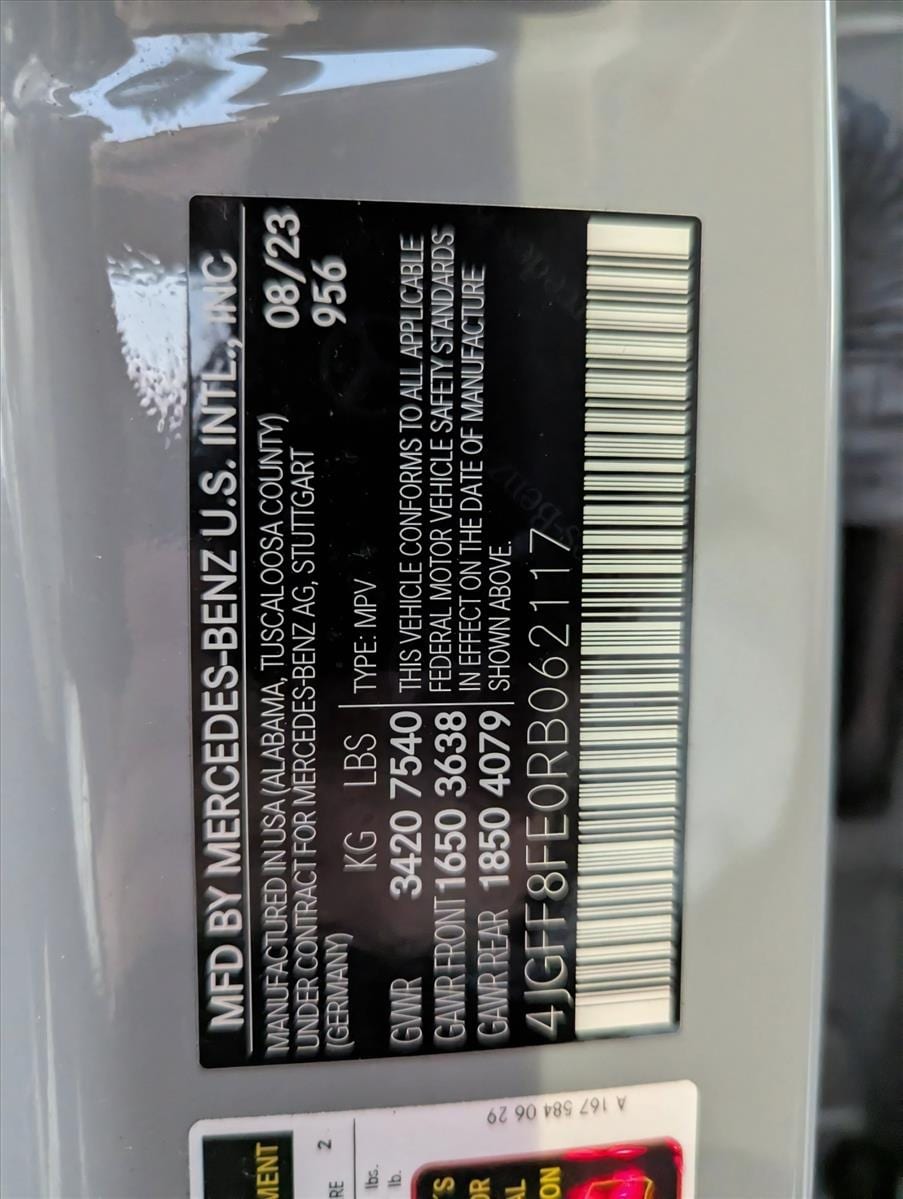 MFD BY MERCEDES-BENZ U.S. INTL., INC
MANUFACTURED IN USA (ALABAMA, TUSCALOOSA COUNTY)
UNDER CONTRACT FOR MERCEDES-BENZ AG, STUTTGART
(GERMANY)
08/23
956
KG LBS TYPE: MPV
GVWR 3420 7540
GAWR FRONT 1650 3638
GAWR REAR 1850 4079
THIS VEHICLE CONFORMS TO ALL APPLICABLE
FEDERAL MOTOR VEHICLE SAFETY STANDARDS
IN EFFECT ON THE DATE OF MANUFACTURE
SHOWN ABOVE.
4JGFF8FE0RB062117
A 167 584 06 29
2
lbs.
lb.